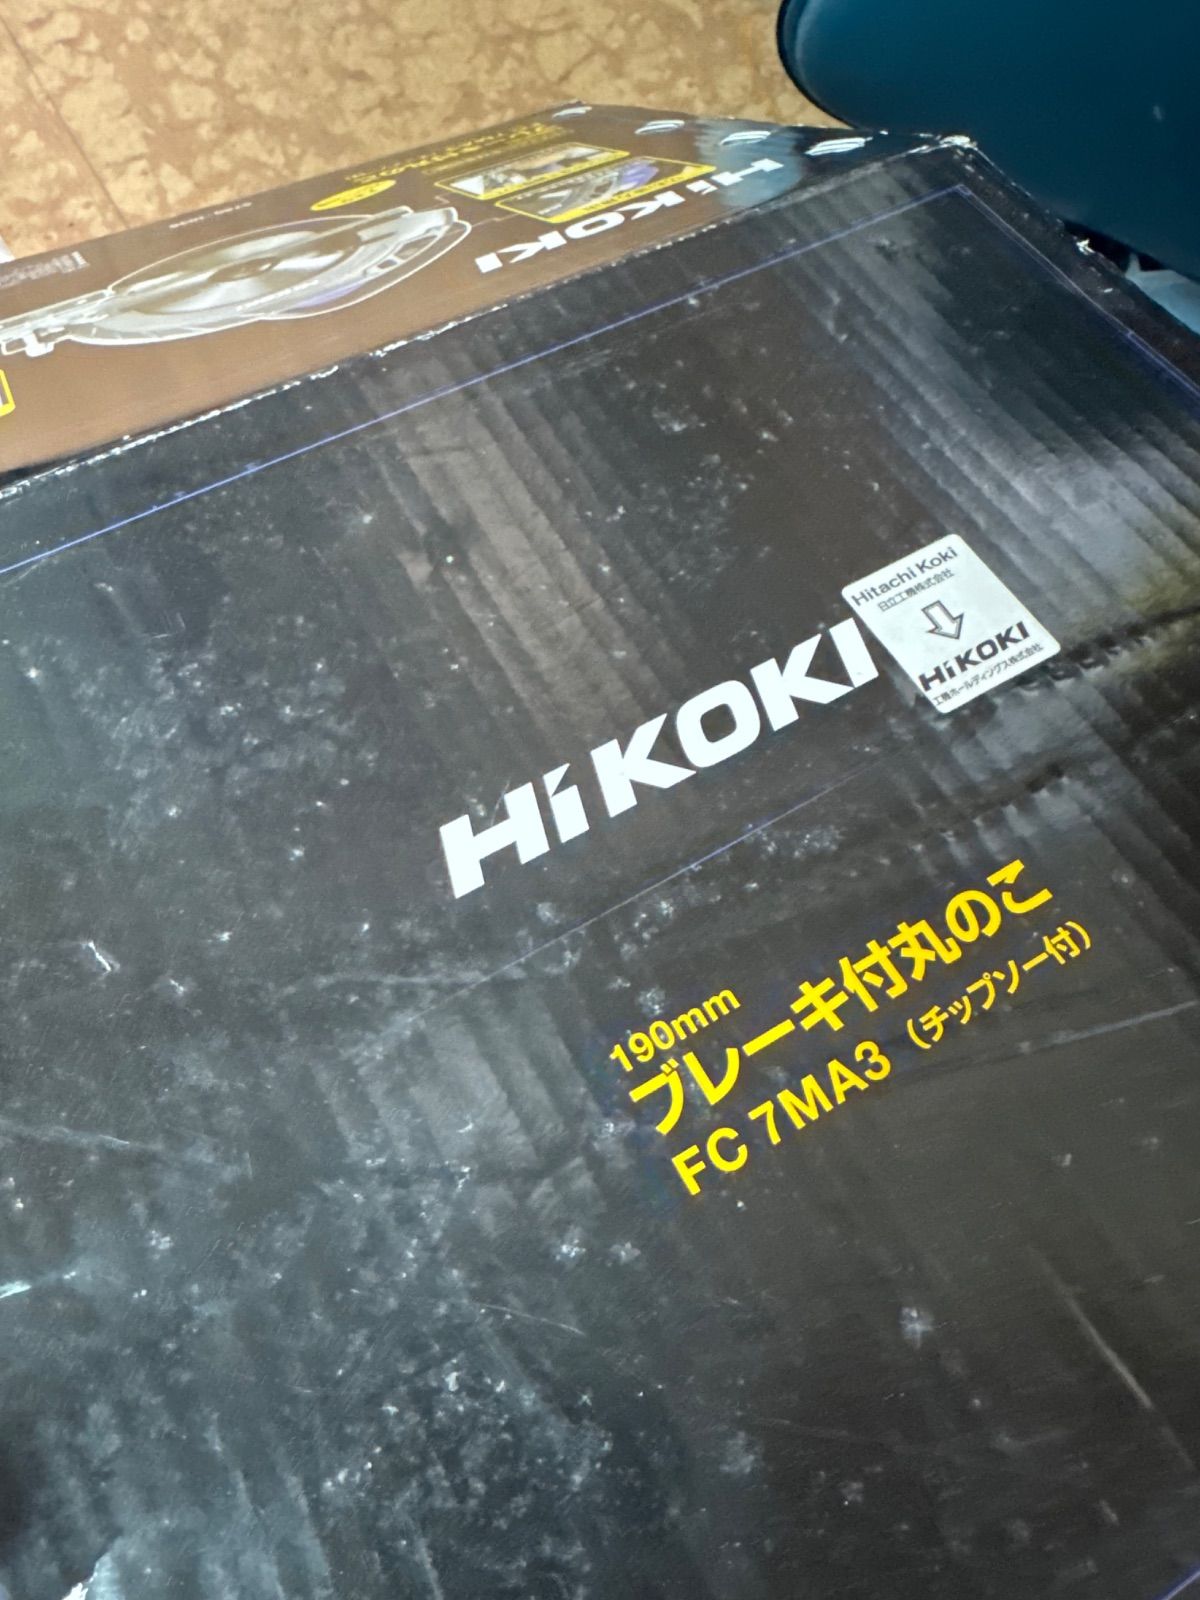 HiKOKI
HiKOKI
Hitachi Koki
日立工機株式会社
HiKOKI
工機ホールディングス株式会社
190mm
ブレーキ付丸のこ
FC 7MA3（チップソー付）